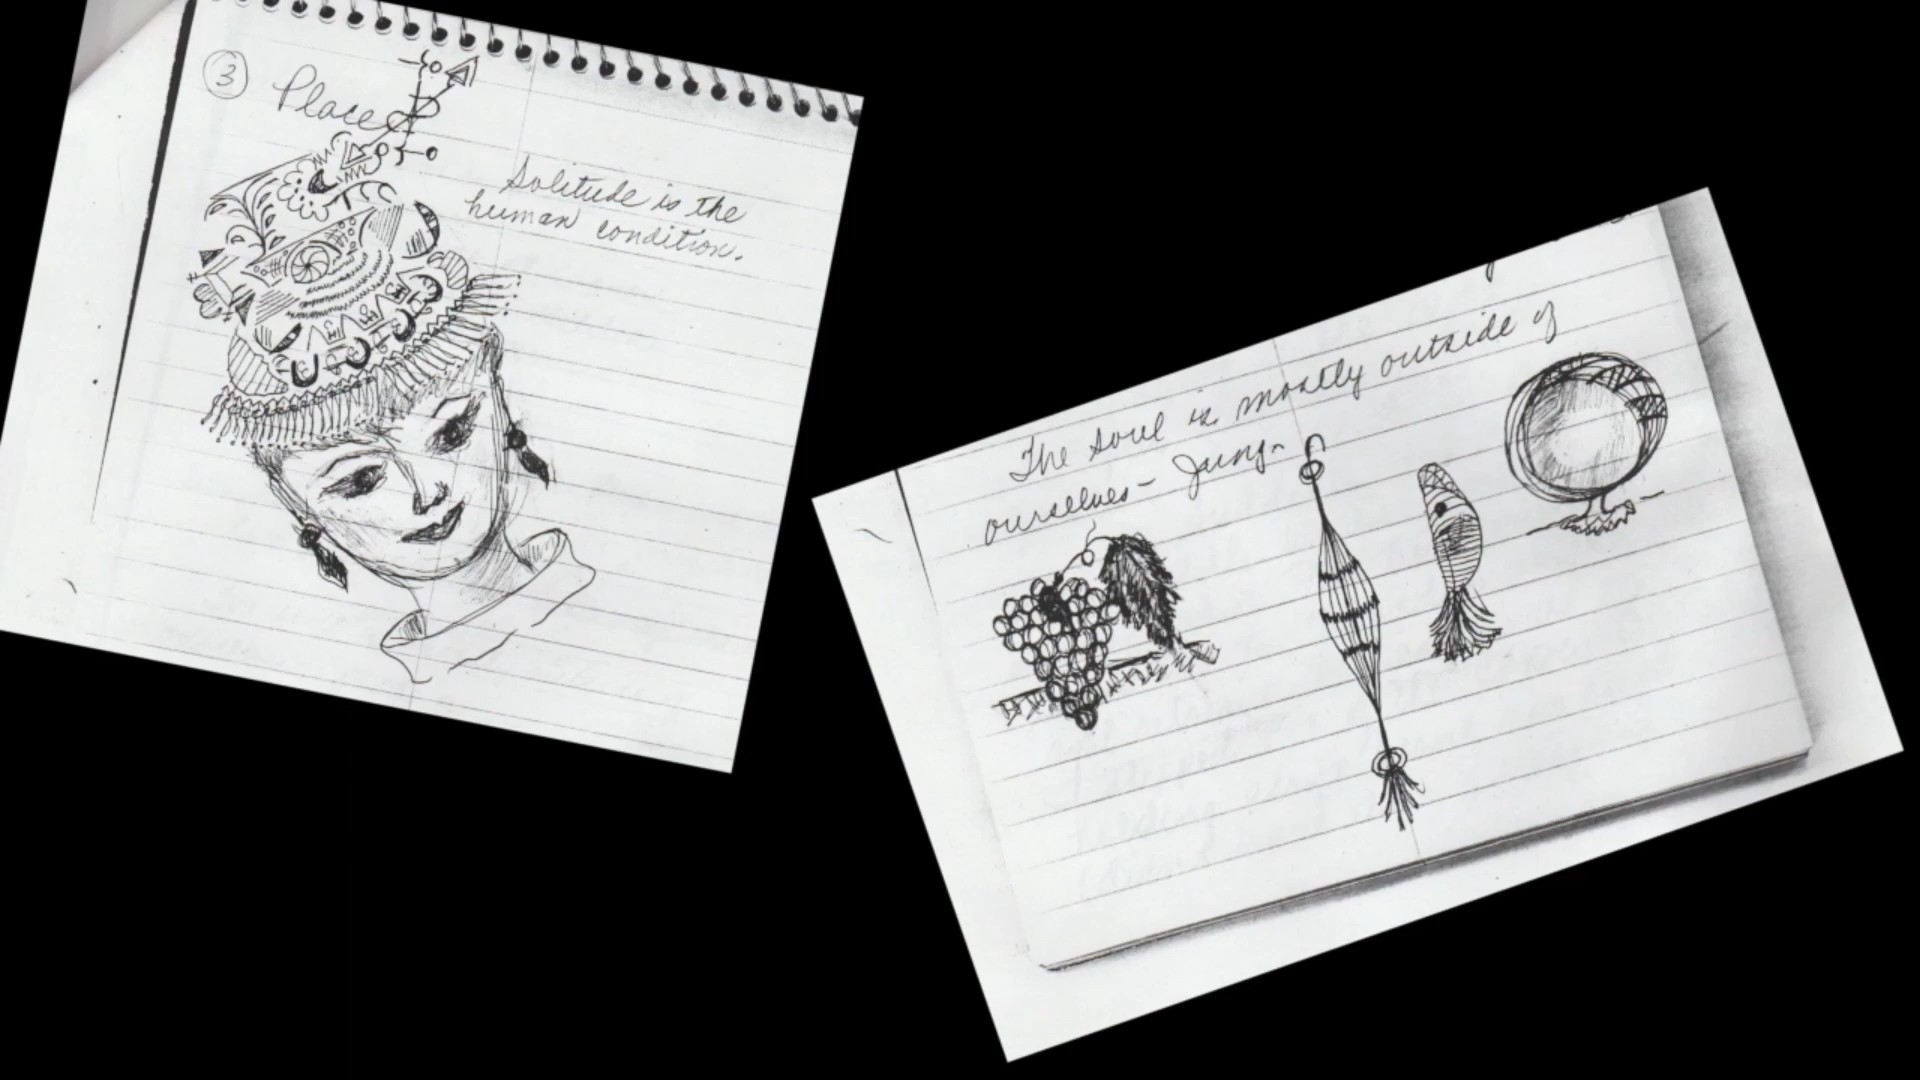 3
Place
Solitude is the
human condition.
The soul is mostly outside of
ourselves - Jung -